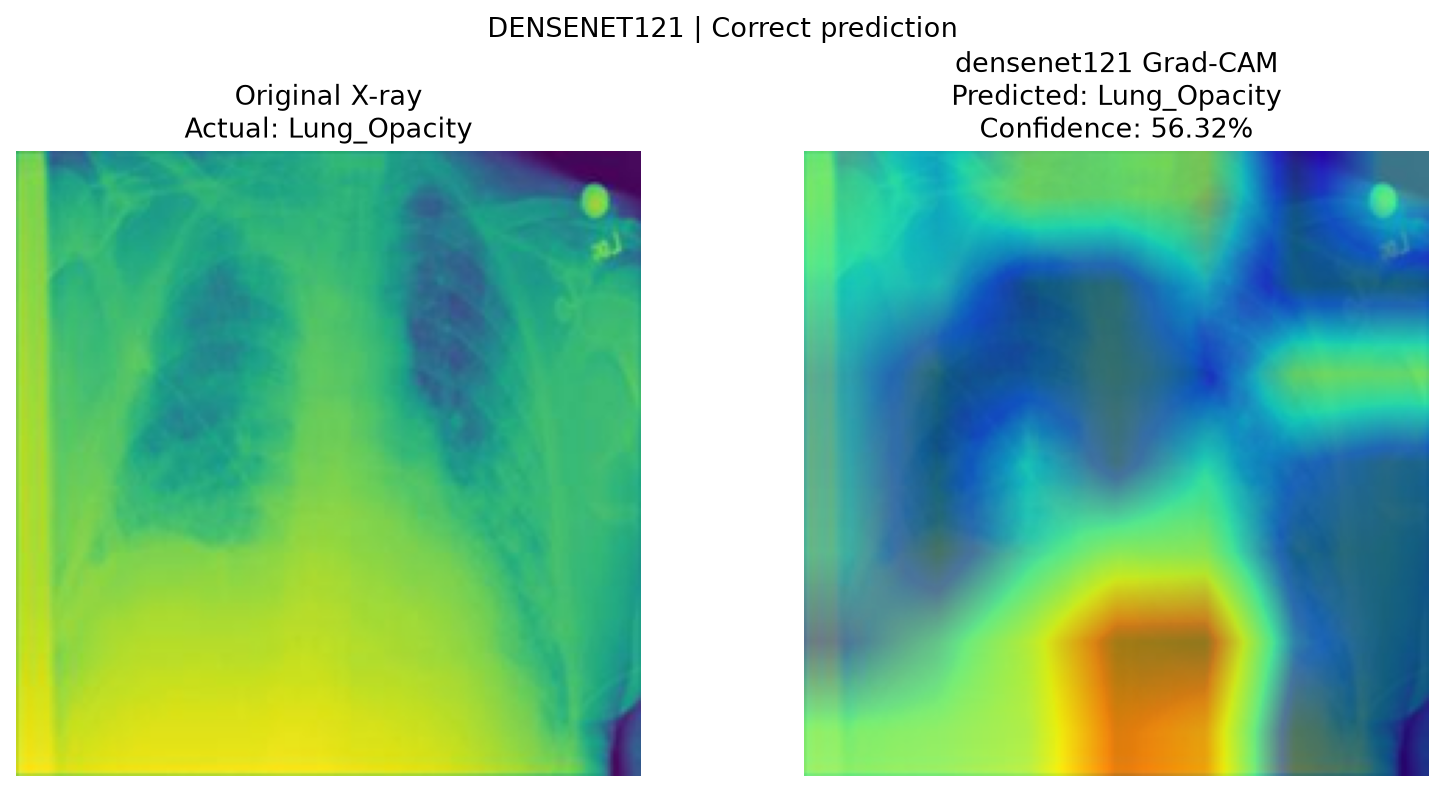 DENSENET121 | Correct prediction
Original X-ray
Actual: Lung_Opacity
densenet121 Grad-CAM
Predicted: Lung_Opacity
Confidence: 56.32%